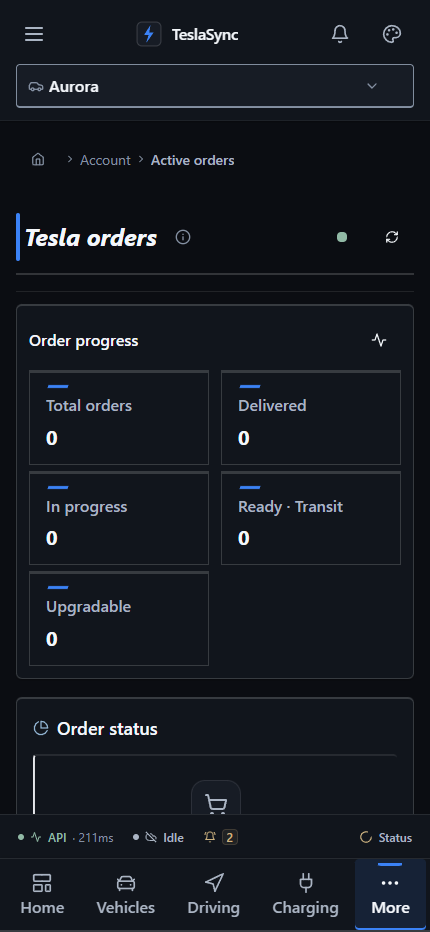 TeslaSync
Aurora
Account Active orders
Tesla orders
Order progress
Total orders
0
Delivered
0
In progress
0
Ready · Transit
0
Upgradable
0
Order status
API · 211ms Idle 2 Status
Home Vehicles Driving Charging More